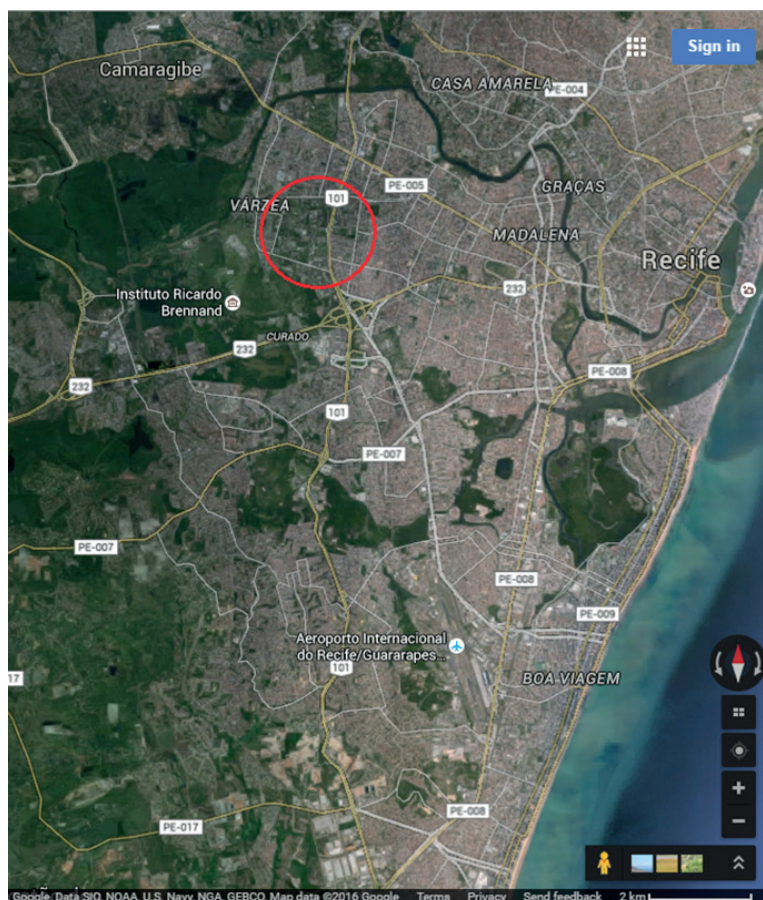 Sign in
Camaragibe
CASA AMARELA
PE-004
PE-005
GRAÇAS
VÁRZEA
101
MADALENA
Recife
Instituto Ricardo
Brennand
232
CURADO
232
232
PE-008
101
PE-007
PE-007
PE-008
PE-009
Aeroporto Internacional
do Recife/Guararapes...
101
17
BOA VIAGEM
PE-008
PE-017
Google, Data SIO, NOAA, U.S. Navy, NGA, GEBCO, Map data ©2016 Google Terms Privacy Send feedback 2 km